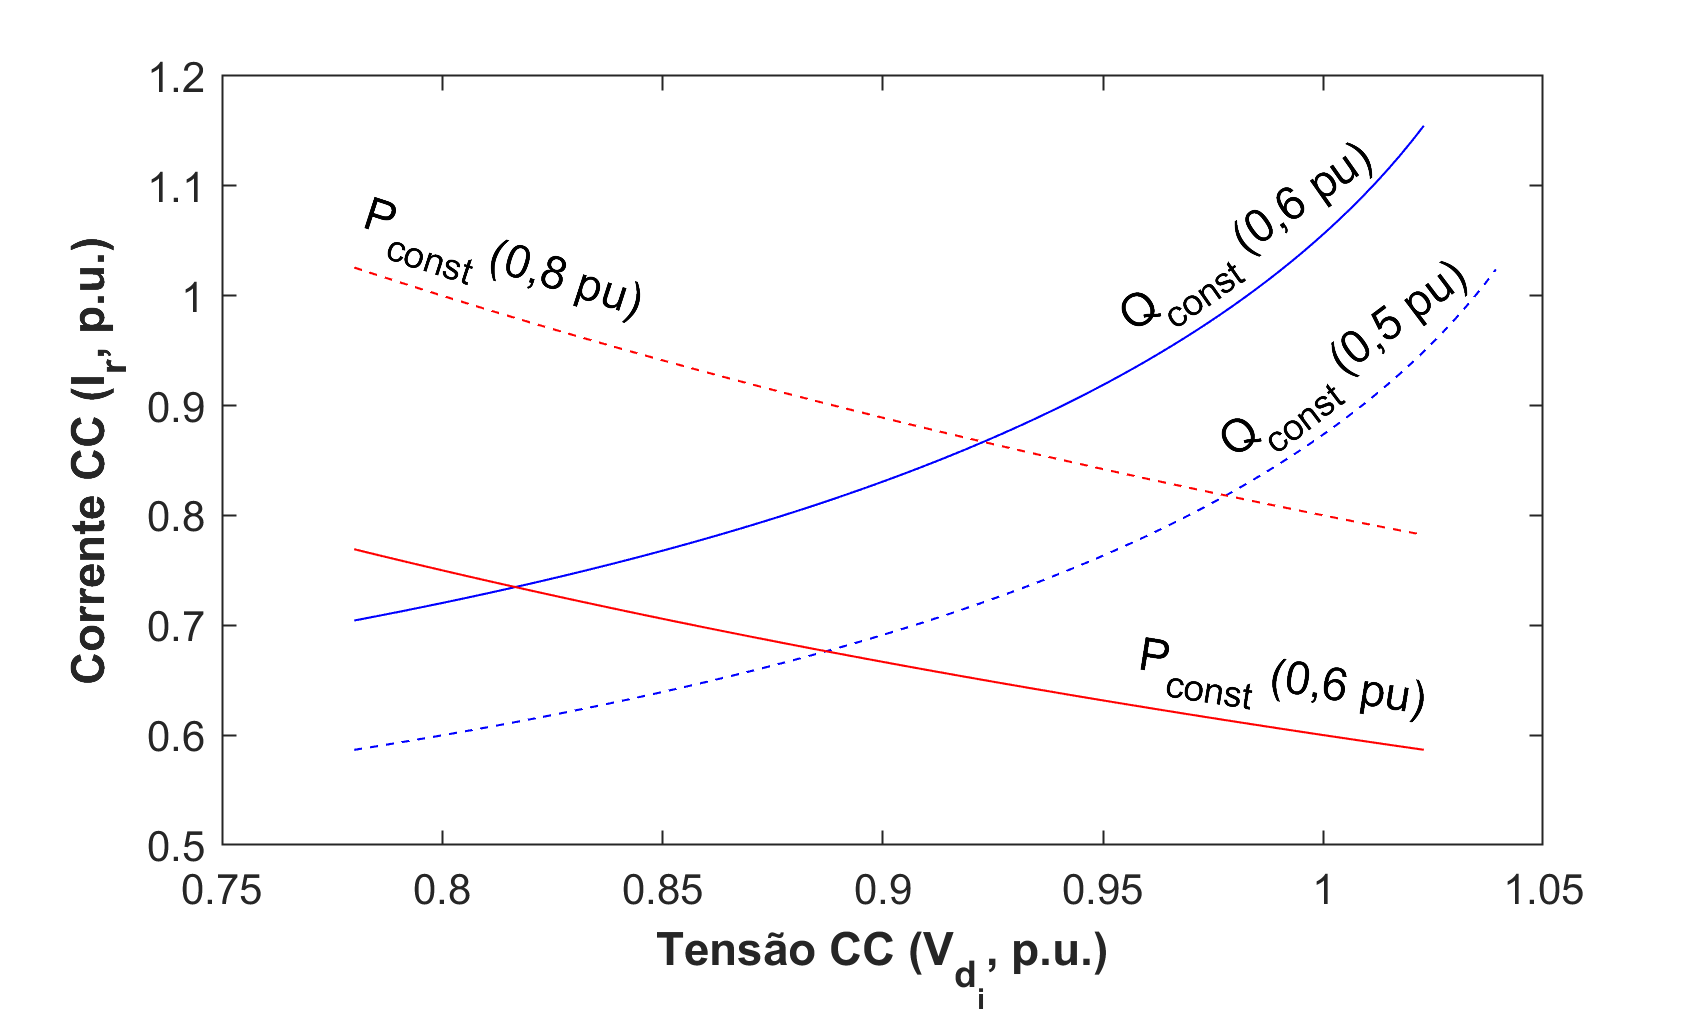 1.2
1.1
1
0.9
0.8
0.7
0.6
0.5
0.75 0.8 0.85 0.9 0.95 1 1.05
Corrente CC (Ir, p.u.)
Tensão CC (Vdi, p.u.)
Pconst (0,8 pu)
Qconst (0,6 pu)
Qconst (0,5 pu)
Pconst (0,6 pu)